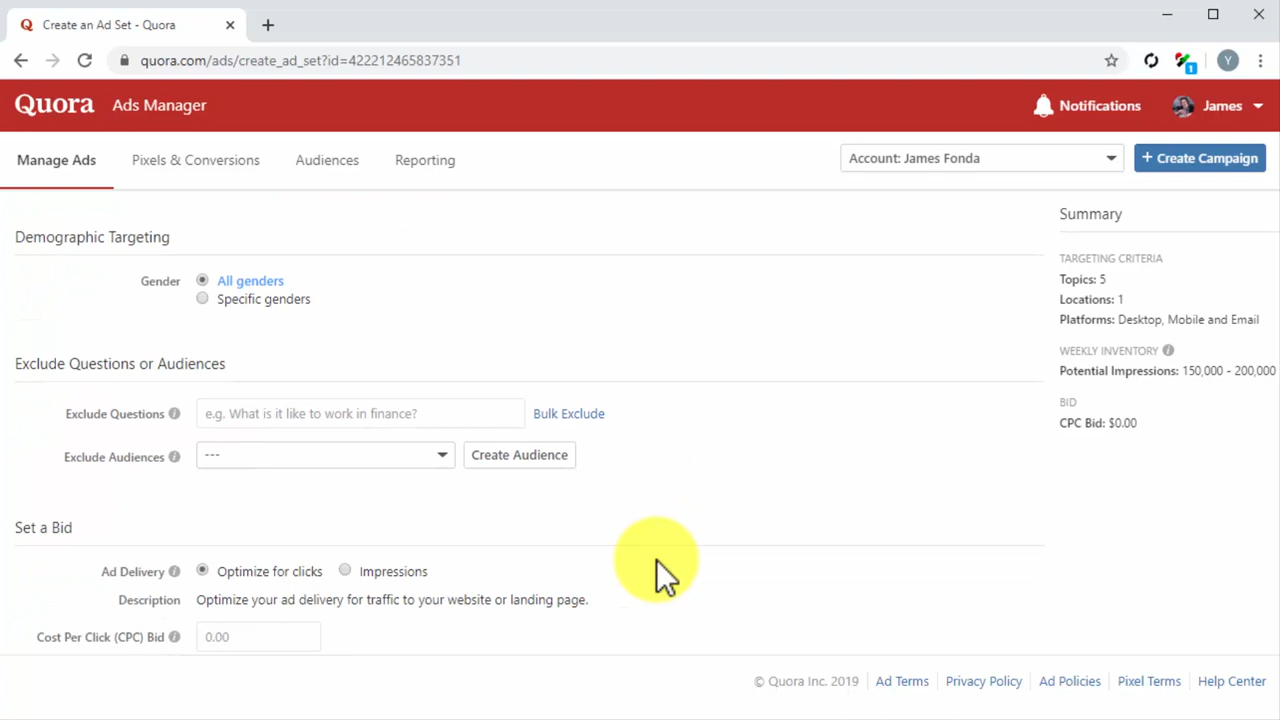 Create an Ad Set - Quora
quora.com/ads/create_ad_set?id=422212465837351
1
Y
Quora Ads Manager
Notifications
James
Manage Ads
Pixels & Conversions
Audiences
Reporting
Account: James Fonda
+ Create Campaign
Demographic Targeting
Gender
All genders
Specific genders
Exclude Questions or Audiences
Exclude Questions
e.g. What is it like to work in finance?
Bulk Exclude
Exclude Audiences
---
Create Audience
Set a Bid
Ad Delivery
Optimize for clicks
Impressions
Description
Optimize your ad delivery for traffic to your website or landing page.
Cost Per Click (CPC) Bid
0.00
Summary
TARGETING CRITERIA
Topics: 5
Locations: 1
Platforms: Desktop, Mobile and Email
WEEKLY INVENTORY
Potential Impressions: 150,000 - 200,000
BID
CPC Bid: $0.00
© Quora Inc. 2019
Ad Terms
Privacy Policy
Ad Policies
Pixel Terms
Help Center